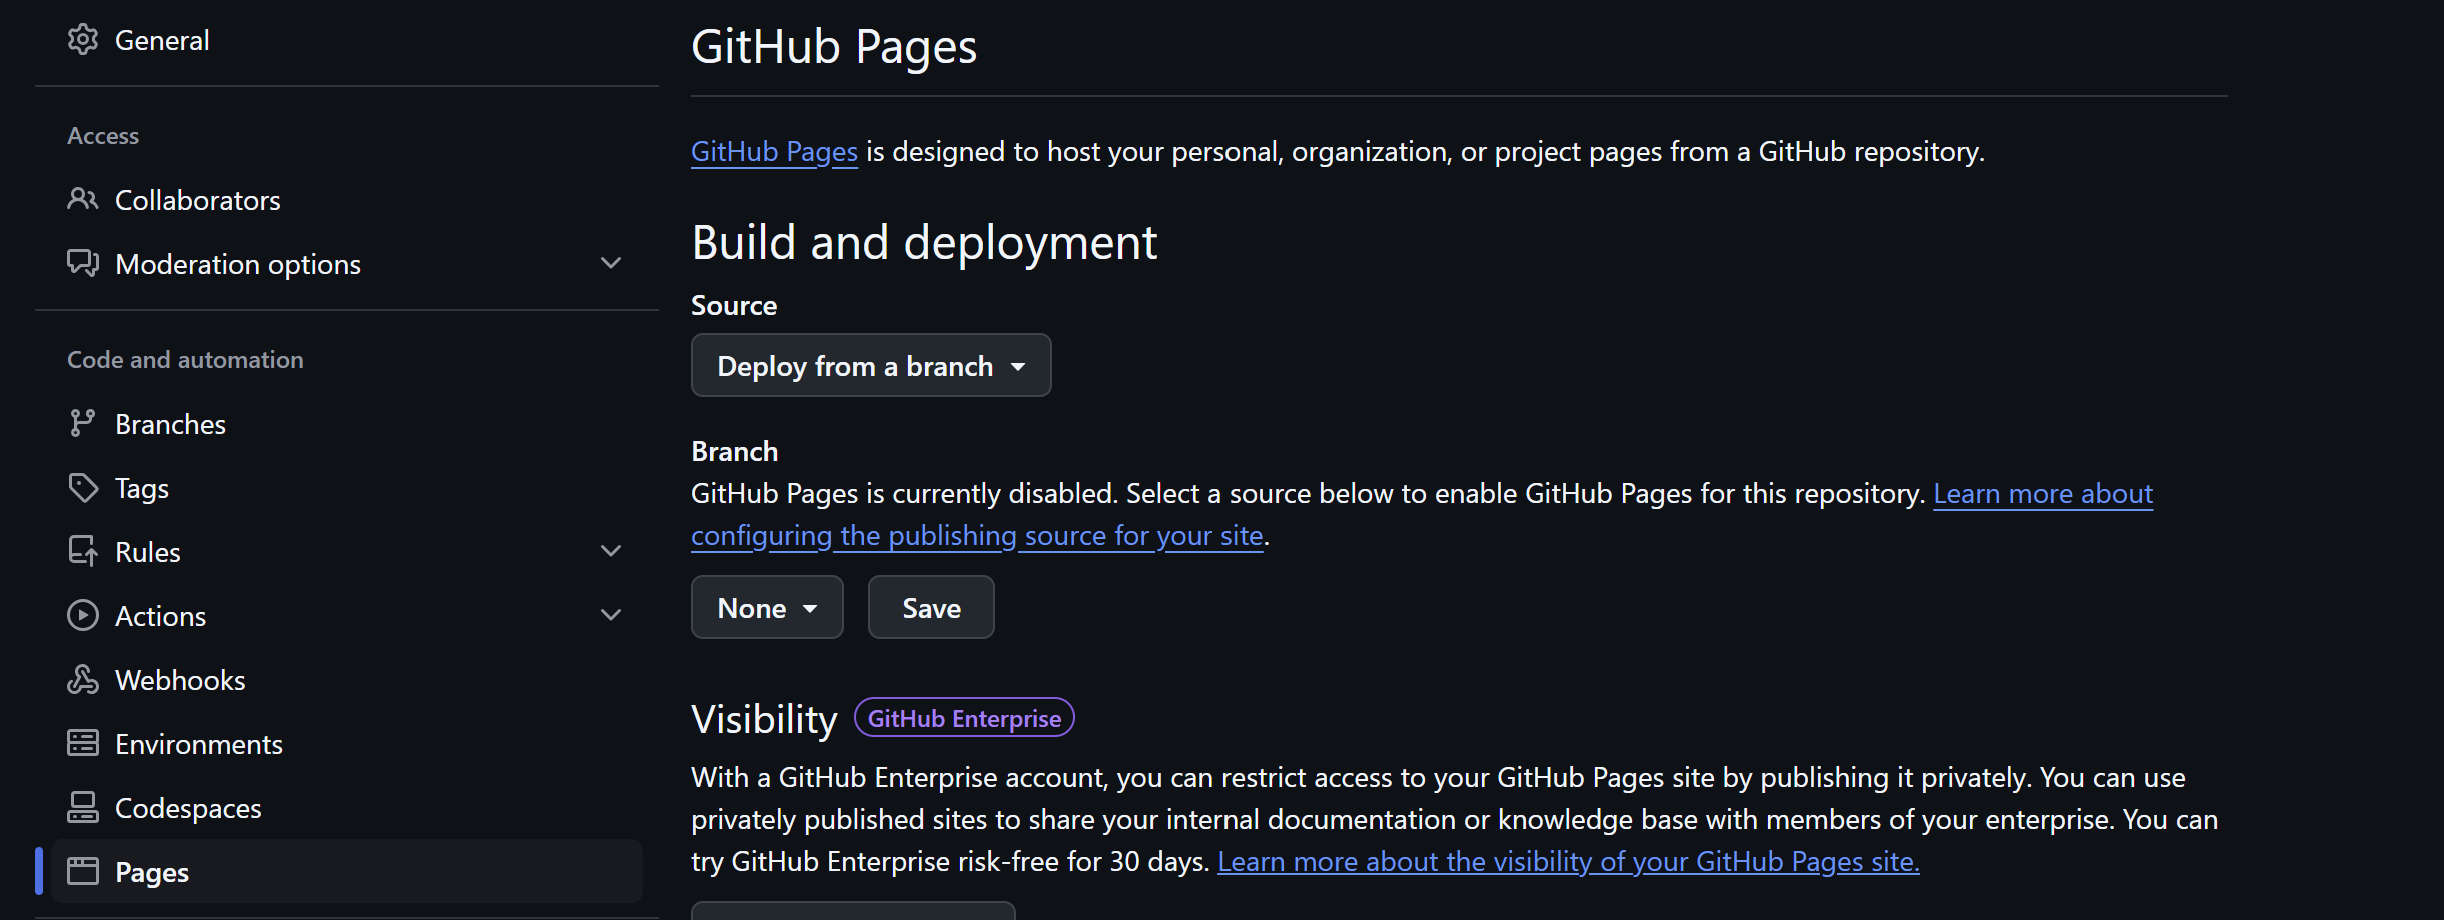 General
Access
Collaborators
Moderation options
Code and automation
Branches
Tags
Rules
Actions
Webhooks
Environments
Codespaces
Pages
GitHub Pages
GitHub Pages is designed to host your personal, organization, or project pages from a GitHub repository.
Build and deployment
Source
Deploy from a branch
Branch
GitHub Pages is currently disabled. Select a source below to enable GitHub Pages for this repository. Learn more about
configuring the publishing source for your site.
None
Save
Visibility GitHub Enterprise
With a GitHub Enterprise account, you can restrict access to your GitHub Pages site by publishing it privately. You can use
privately published sites to share your internal documentation or knowledge base with members of your enterprise. You can
try GitHub Enterprise risk-free for 30 days. Learn more about the visibility of your GitHub Pages site.